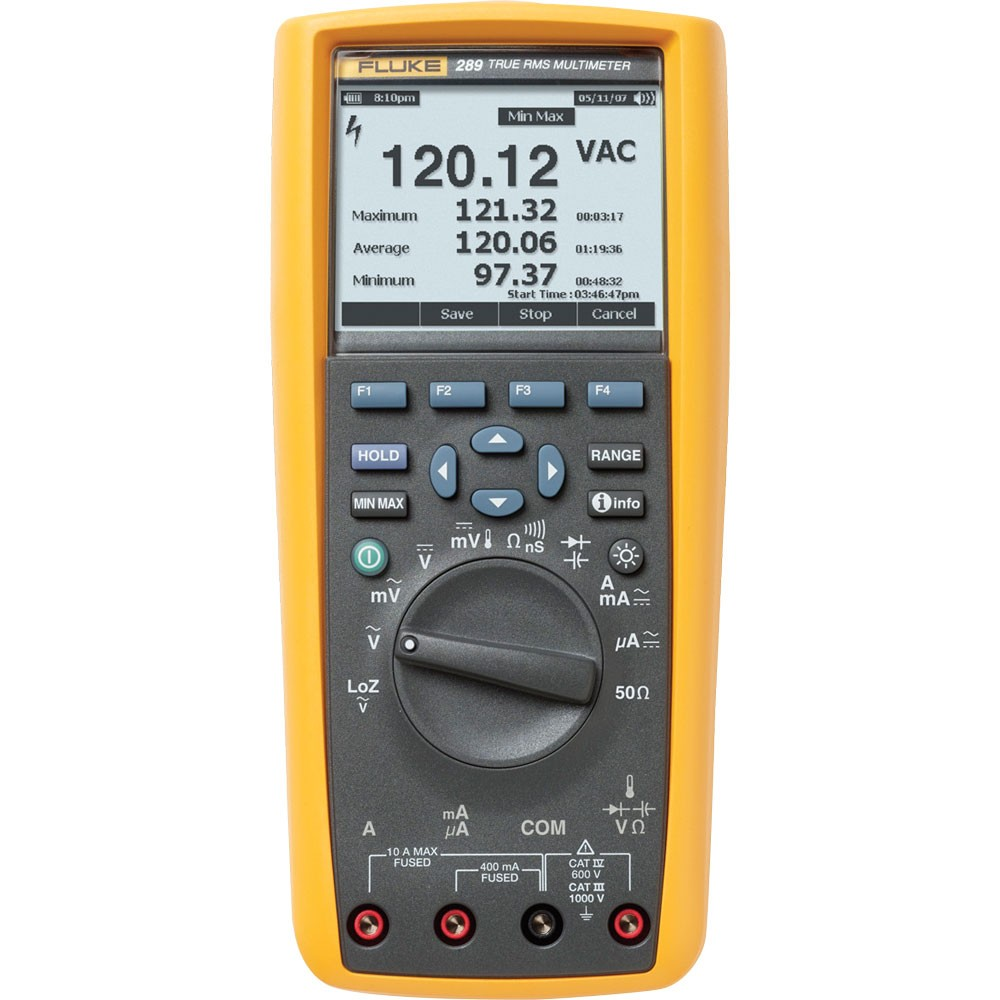 FLUKE 289 TRUE RMS MULTIMETER
8:10pm 05/11/07
Min Max
120.12 VAC
Maximum 121.32 00:03:17
Average 120.06 01:19:36
Minimum 97.37 00:48:32
Start Time :03:46:47pm
Save Stop Cancel
F1 F2 F3 F4
HOLD RANGE
MIN MAX info
V mV Ω nS
mV A
mA
V µA
LoZ 50Ω
V
A mA
µA COM V Ω
10 A MAX
FUSED
400 mA
FUSED
CAT IV
600 V
CAT III
1000 V